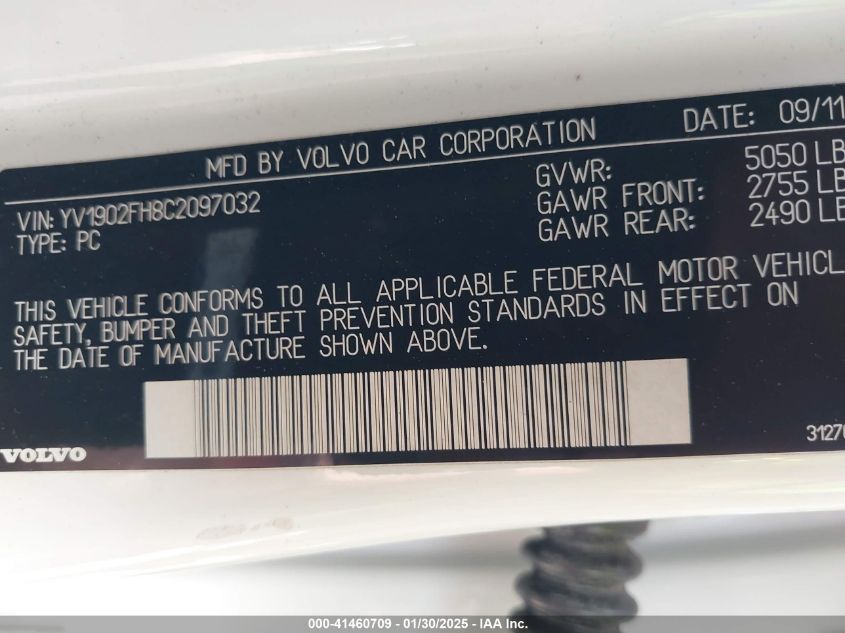 MFD BY VOLVO CAR CORPORATION DATE: 09/11
VIN: YV1902FH8C2097032 GVWR: 5050 LB
TYPE: PC GAWR FRONT: 2755 LB
GAWR REAR: 2490 LB
THIS VEHICLE CONFORMS TO ALL APPLICABLE FEDERAL MOTOR VEHICL
SAFETY, BUMPER AND THEFT PREVENTION STANDARDS IN EFFECT ON
THE DATE OF MANUFACTURE SHOWN ABOVE.
VOLVO 3127
000-41460709 - 01/30/2025 - IAA Inc.